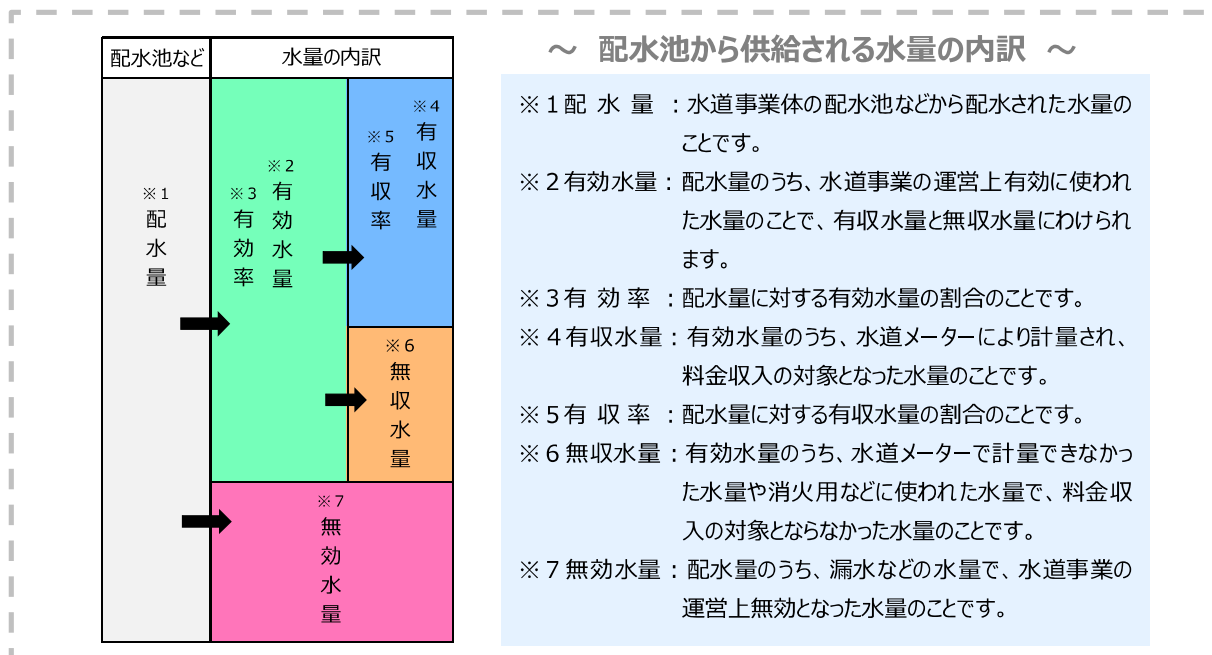 配水池など
水量の内訳
※１
配水量
※２
有効水量
※３
有効率
※４
有収水量
※５
有収率
※６
無収水量
※７
無効水量
～ 配水池から供給される水量の内訳 ～
※１配 水 量 ：水道事業体の配水池などから配水された水量の
ことです。
※２有効水量：配水量のうち、水道事業の運営上有効に使われ
た水量のことで、有収水量と無収水量にわけられ
ます。
※３有 効 率 ：配水量に対する有効水量の割合のことです。
※４有収水量：有効水量のうち、水道メーターにより計量され、
料金収入の対象となった水量のことです。
※５有 収 率 ：配水量に対する有収水量の割合のことです。
※６無収水量：有効水量のうち、水道メーターで計量できなかっ
た水量や消火用などに使われた水量で、料金収
入の対象とならなかった水量のことです。
※７無効水量：配水量のうち、漏水などの水量で、水道事業の
運営上無効となった水量のことです。